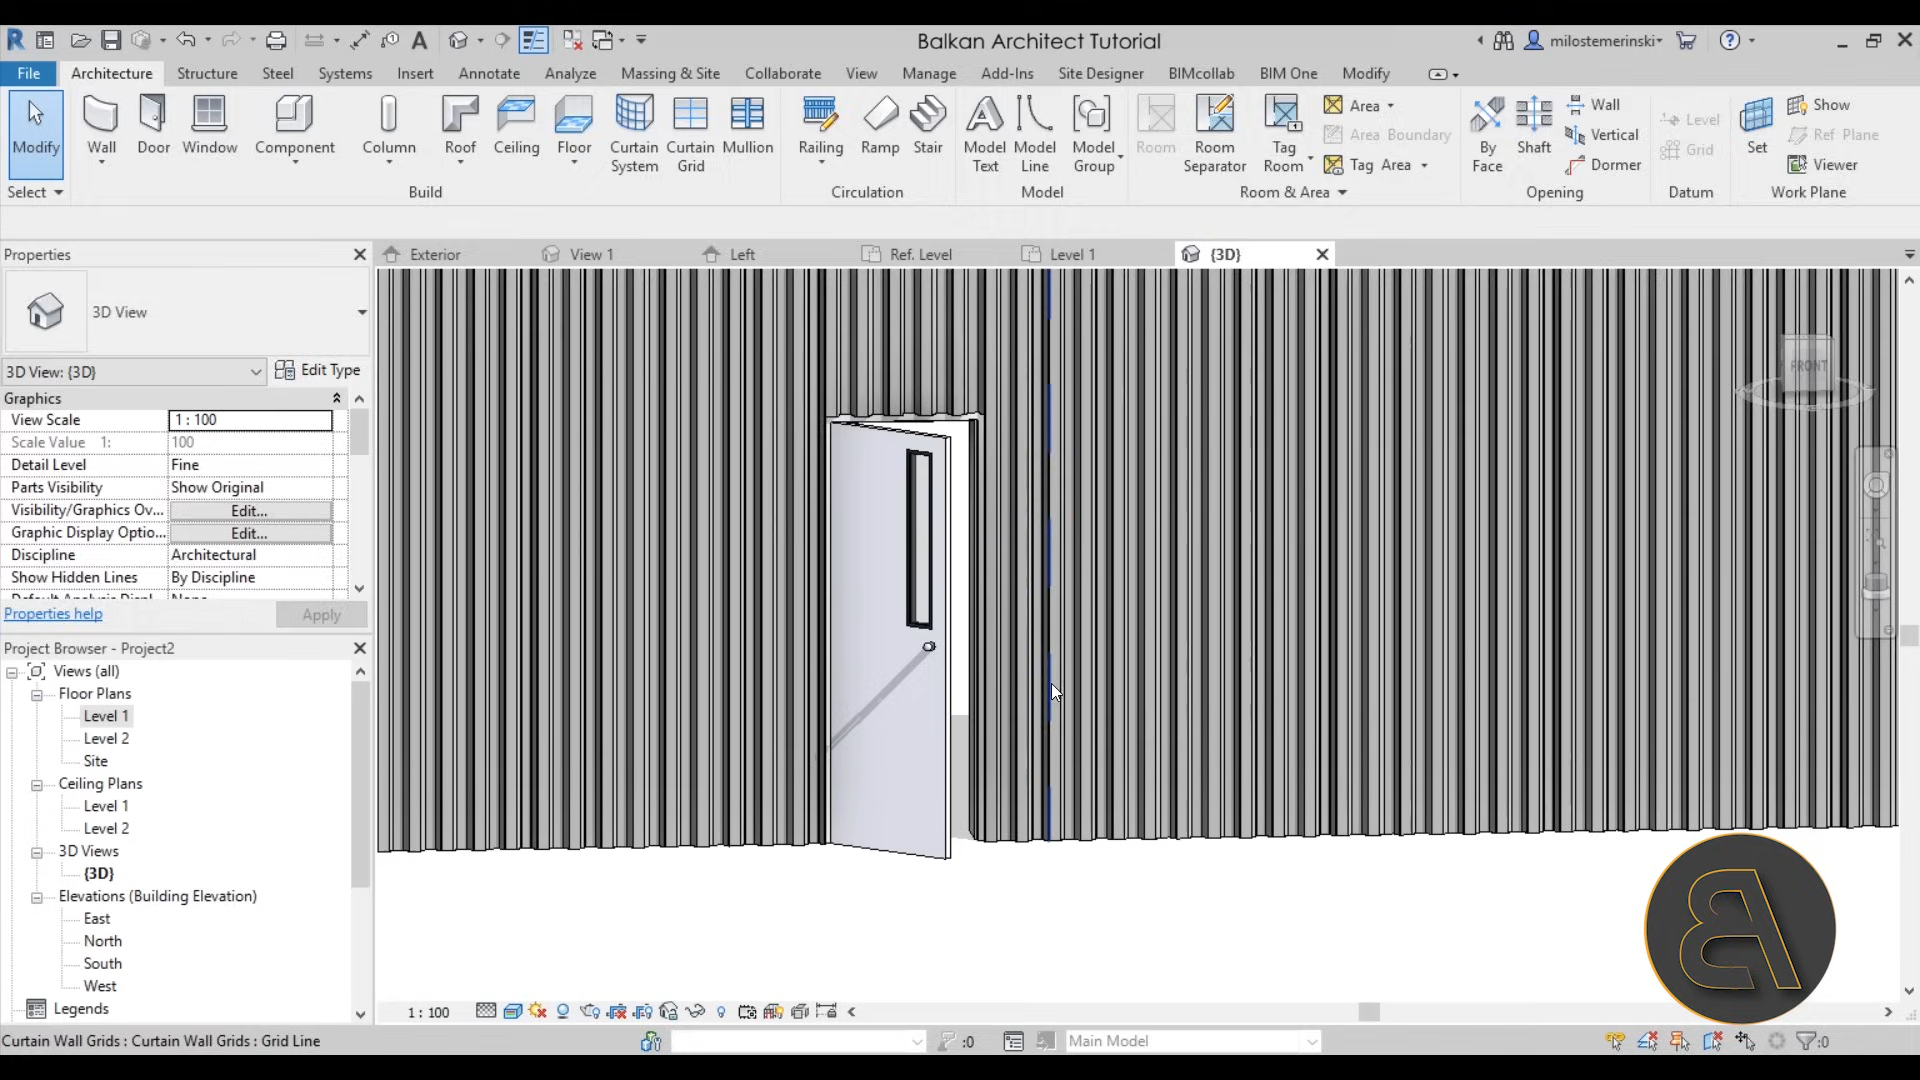 Balkan Architect Tutorial
milostemerinski
File Architecture Structure Steel Systems Insert Annotate Analyze Massing & Site Collaborate View Manage Add-Ins Site Designer BIMcollab BIM One Modify
Modify
Wall
Door
Window
Component
Column
Roof
Ceiling
Floor
Curtain System
Curtain Grid
Mullion
Railing
Ramp
Stair
Model Text
Model Line
Model Group
Room
Room Separator
Tag Room
Area
Area Boundary
Tag Area
By Face
Shaft
Wall
Vertical
Dormer
Level
Grid
Set
Show
Ref Plane
Viewer
Select
Build
Circulation
Model
Room & Area
Opening
Datum
Work Plane
Properties
Exterior
View 1
Left
Ref. Level
Level 1
{3D}
3D View
3D View: {3D}
Edit Type
Graphics
View Scale 1 : 100
Scale Value 1: 100
Detail Level Fine
Parts Visibility Show Original
Visibility/Graphics Ov... Edit...
Graphic Display Optio... Edit...
Discipline Architectural
Show Hidden Lines By Discipline
Properties help
Apply
Project Browser - Project2
Views (all)
Floor Plans
Level 1
Level 2
Site
Ceiling Plans
Level 1
Level 2
3D Views
{3D}
Elevations (Building Elevation)
East
North
South
West
Legends
FRONT
1 : 100
Curtain Wall Grids : Curtain Wall Grids : Grid Line
:0
Main Model
:0